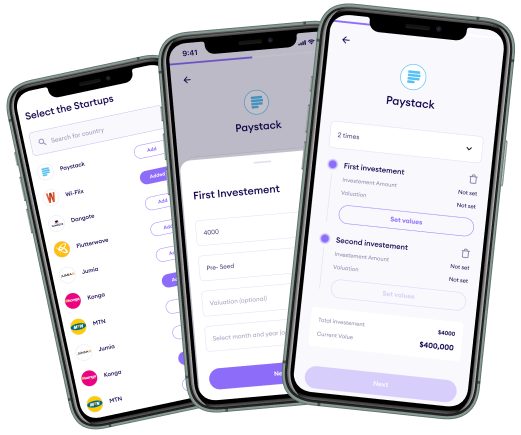 Select the Startups
Search for country
Paystack
Add
Wi-Flix
Added
Dangote
Add
Flutterwave
Jumia
Konga
MTN
MTN
Jumia
Konga
MTN
9:41
Paystack
First Investement
4000
Pre- Seed
Valuation (optional)
Select month and year (o
Ne
Paystack
2 times
First investement
Investement Amount
Not set
Valuation
Not set
Set values
Second investement
Investement Amount
Not set
Valuation
Not set
Set values
Total Investement
$4000
Current Value
$400,000
Next